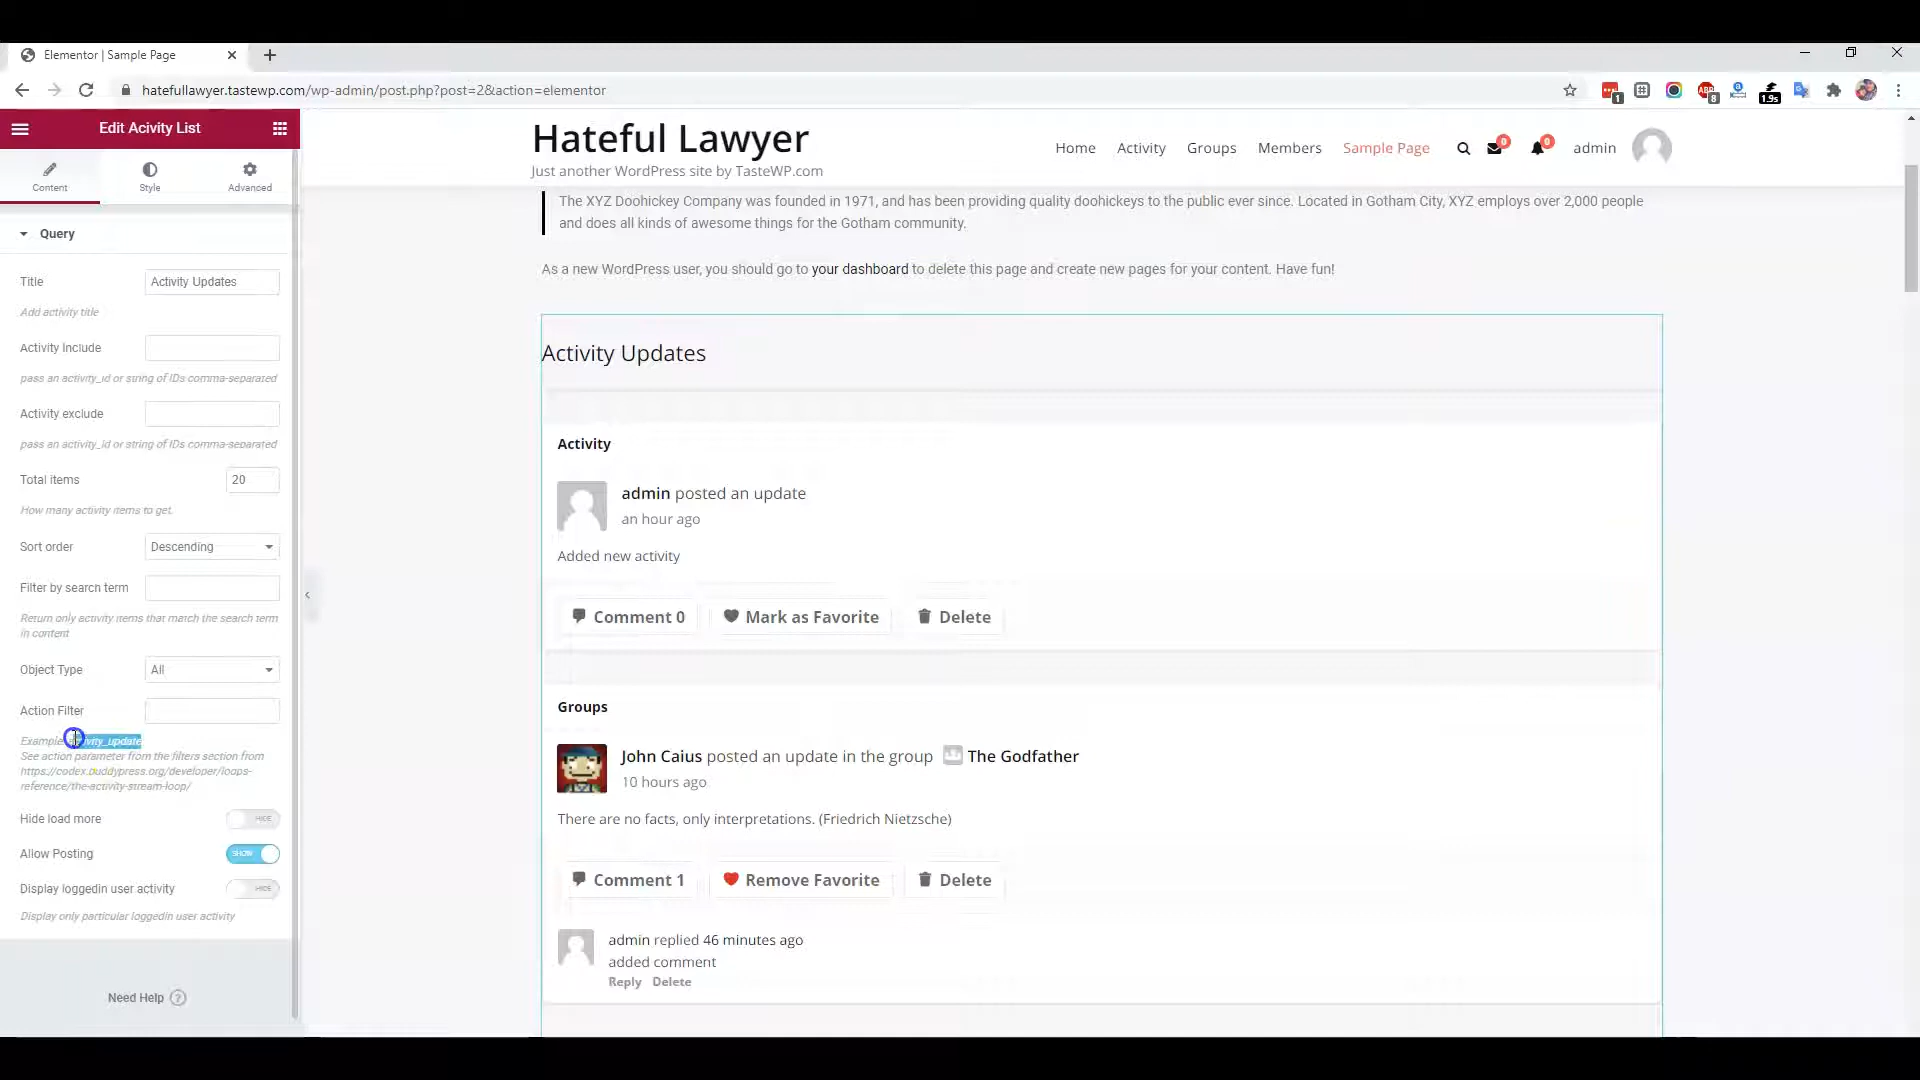 Elementor | Sample Page
hatefullawyer.tastewp.com/wp-admin/post.php?post=2&action=elementor
1
ABP
8
1.9s
Edit Acivity List
Content
Style
Advanced
Query
Title
Activity Updates
Add activity title
Activity Include
pass an activity_id or string of IDs comma-separated
Activity exclude
pass an activity_id or string of IDs comma-separated
Total items
20
How many activity items to get.
Sort order
Descending
Filter by search term
Return only activity items that match the search term
in content
Object Type
All
Action Filter
See action parameter from the filters section from
https://codex.buddypress.org/developer/loops-
reference/the-activity-stream-loop/
Hide load more
HIDE
Allow Posting
SHOW
Display loggedin user activity
HIDE
Display only particular loggedin user activity
Need Help ?
Hateful Lawyer
Just another WordPress site by TasteWP.com
Home
Activity
Groups
Members
Sample Page
0
0
admin
The XYZ Doohickey Company was founded in 1971, and has been providing quality doohickeys to the public ever since. Located in Gotham City, XYZ employs over 2,000 people
and does all kinds of awesome things for the Gotham community.
As a new WordPress user, you should go to your dashboard to delete this page and create new pages for your content. Have fun!
Activity Updates
Activity
admin posted an update
an hour ago
Added new activity
Comment 0
Mark as Favorite
Delete
Groups
John Caius posted an update in the group The Godfather
10 hours ago
There are no facts, only interpretations. (Friedrich Nietzsche)
Comment 1
Remove Favorite
Delete
admin replied 46 minutes ago
added comment
Reply Delete